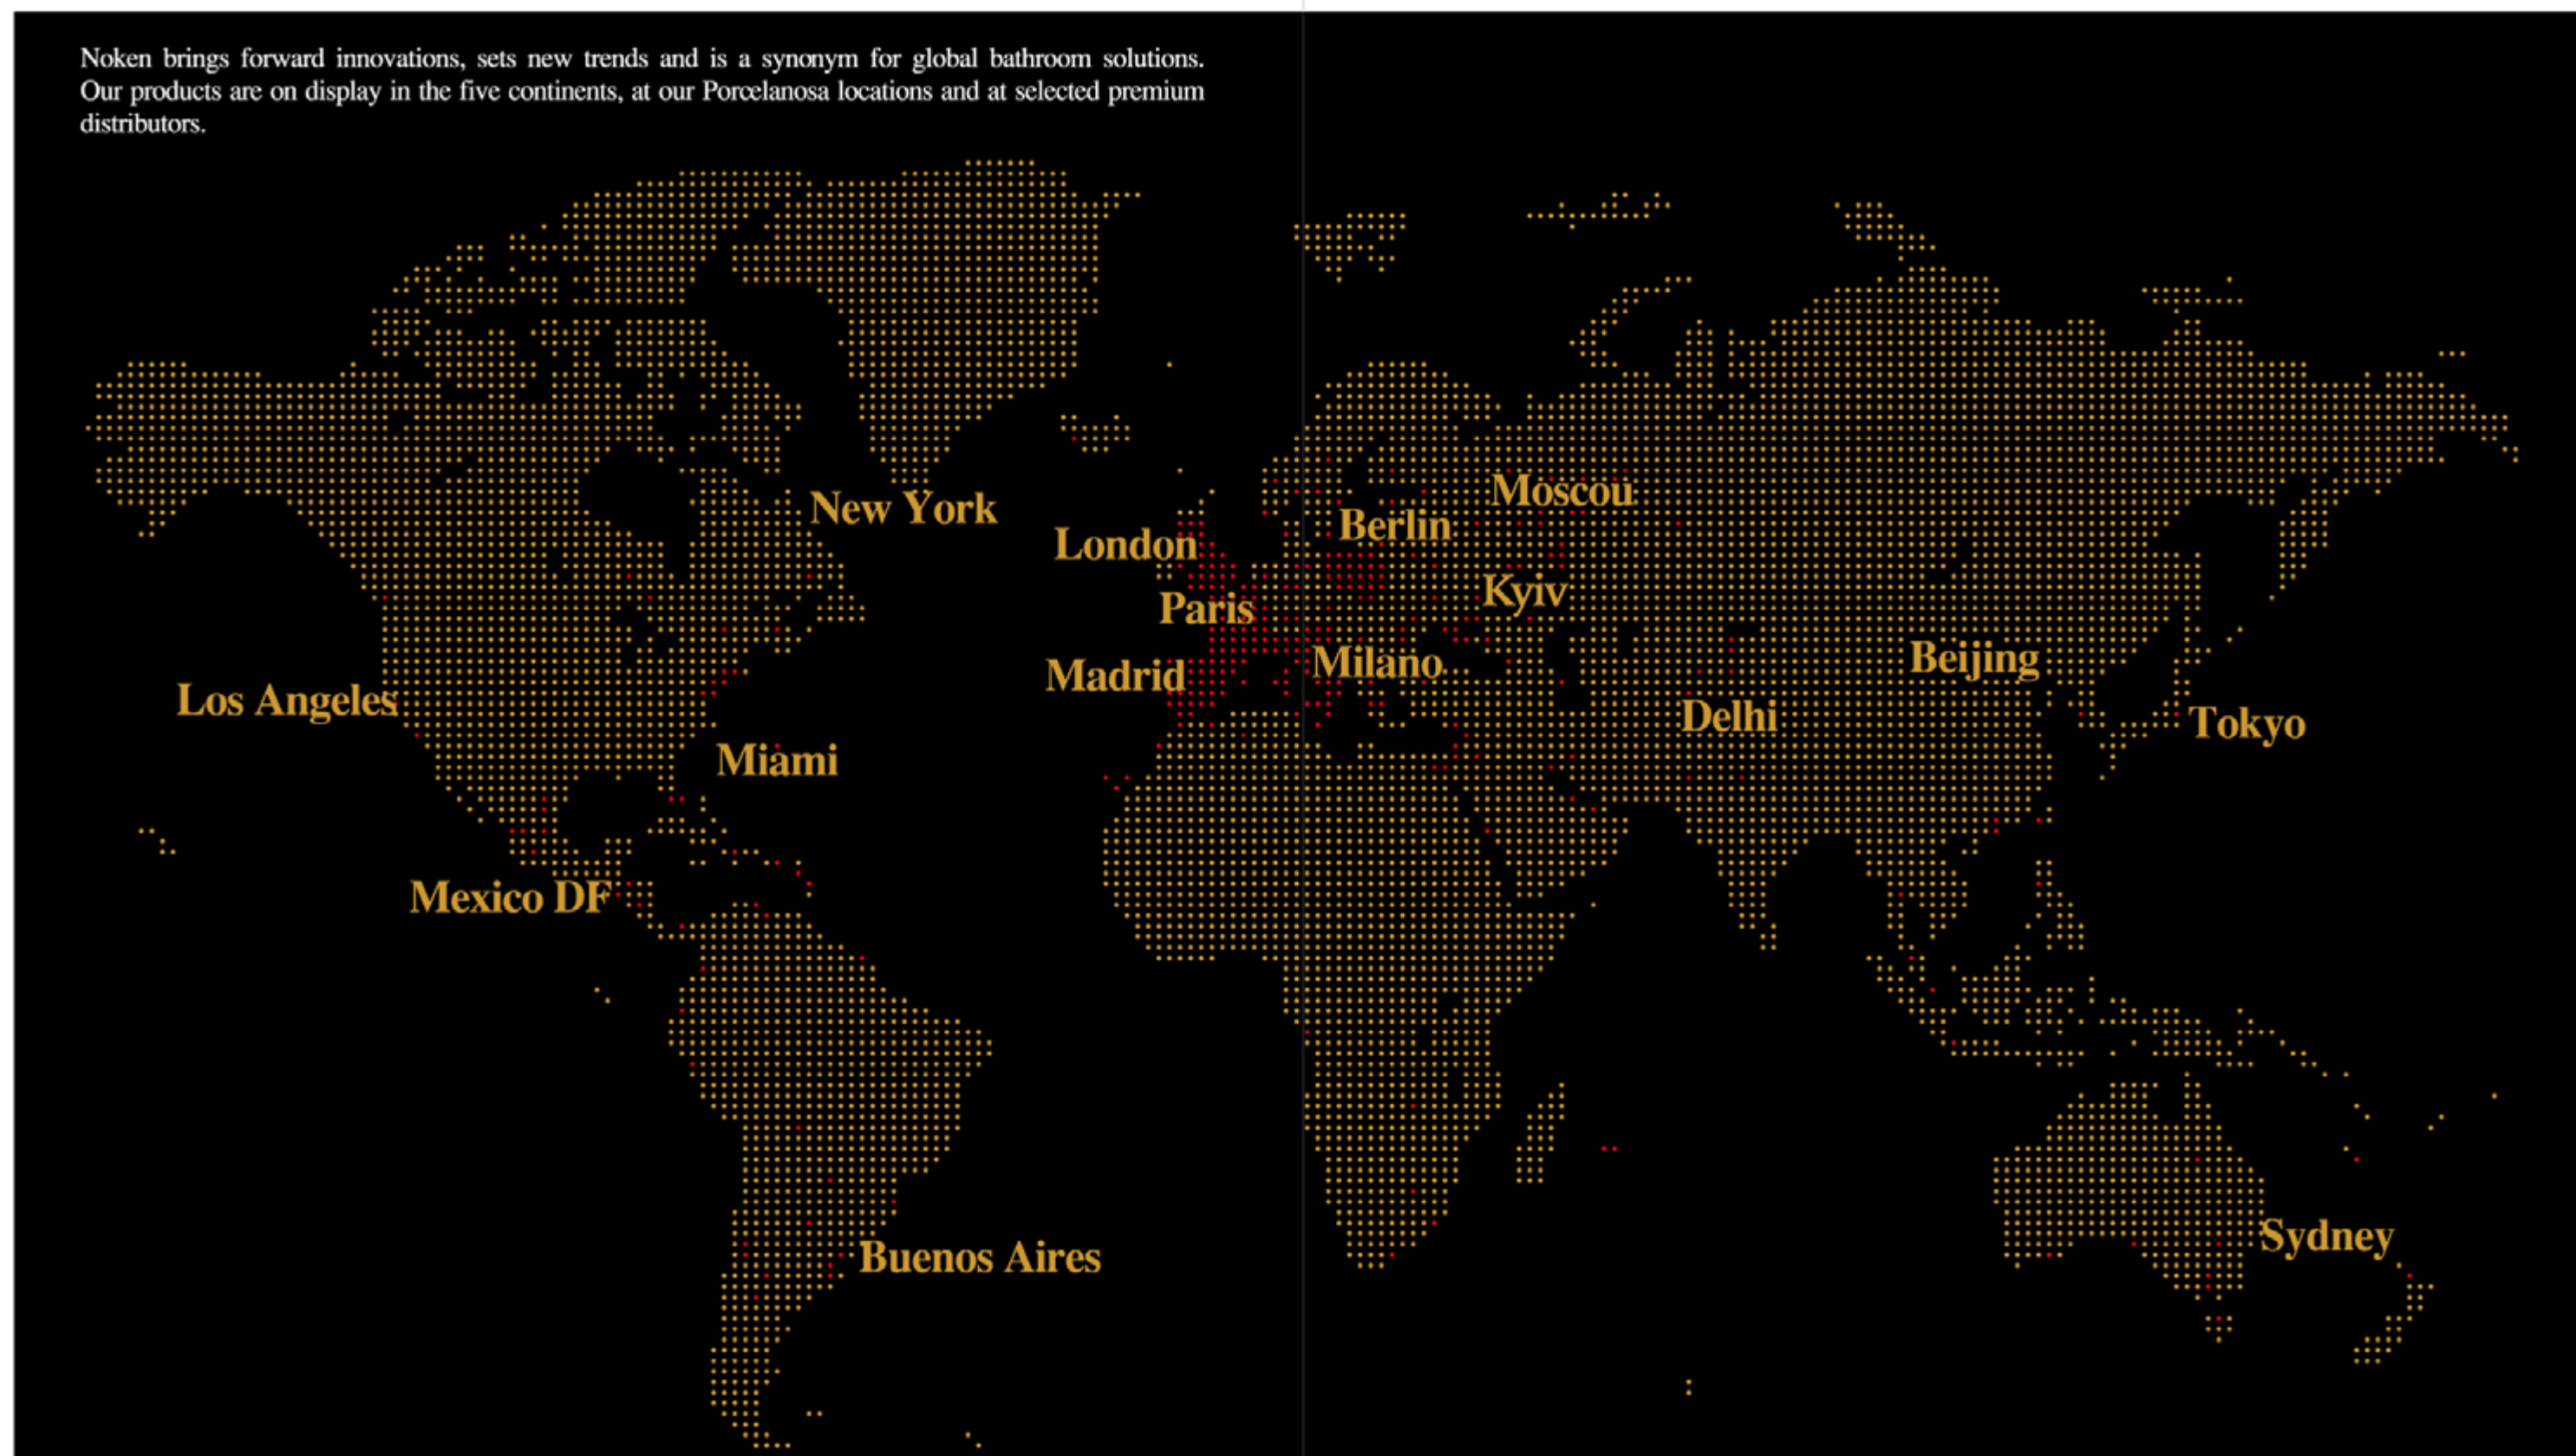 Noken brings forward innovations, sets new trends and is a synonym for global bathroom solutions.
Our products are on display in the five continents, at our Porcelanosa locations and at selected premium
distributors.
New York
Moscou
Berlin
London
Kyiv
Paris
Beijing
Milano
Madrid
Los Angeles
Delhi
Tokyo
Miami
Mexico DF
Sydney
Buenos Aires